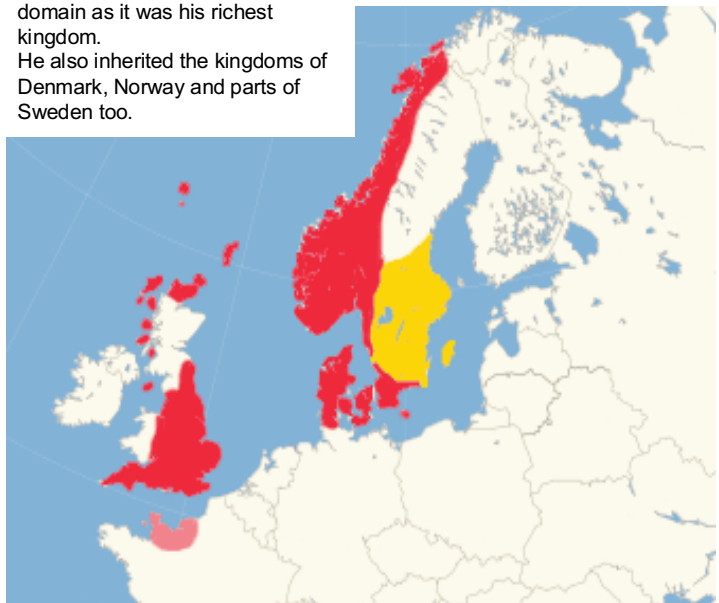 domain as it was his richest
kingdom.
He also inherited the kingdoms of
Denmark, Norway and parts of
Sweden too.